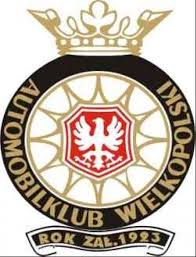 AUTOMOBILKLUB WIELKOPOLSKI
ROK ZAŁ. 1923